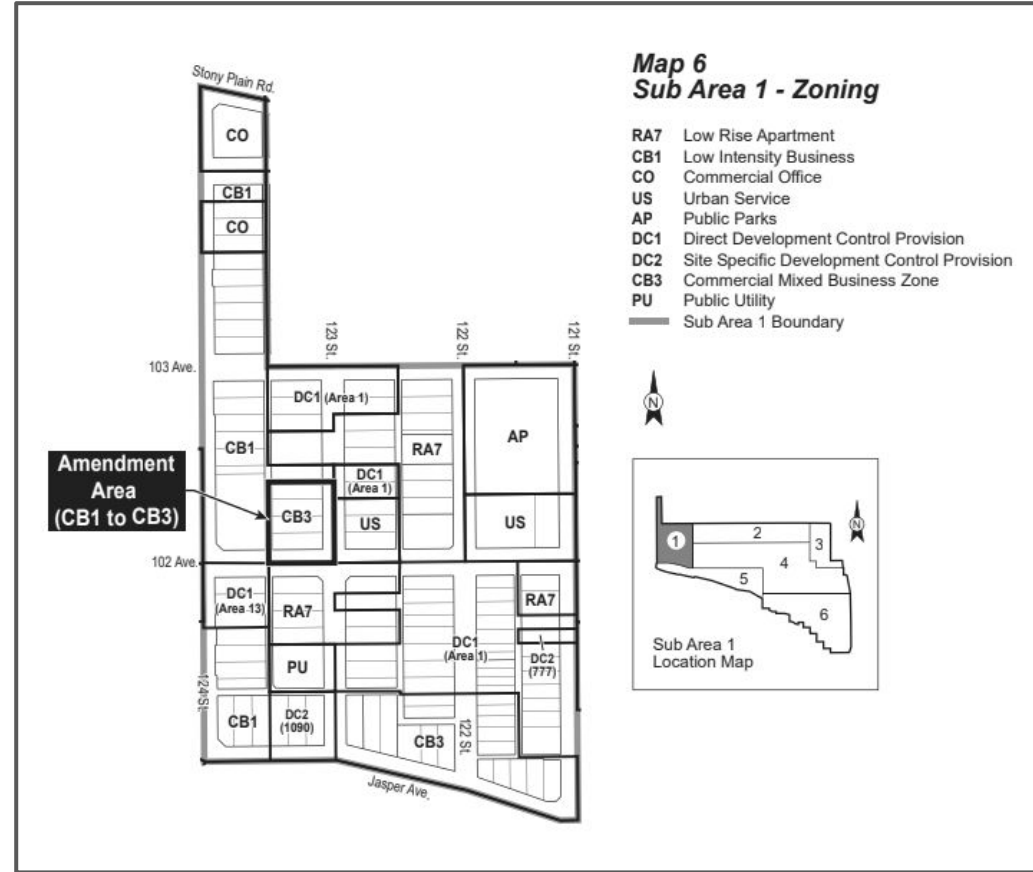 Stony Plain Rd.
Map 6
Sub Area 1 - Zoning
RA7 Low Rise Apartment
CB1 Low Intensity Business
CO Commercial Office
US Urban Service
AP Public Parks
DC1 Direct Development Control Provision
DC2 Site Specific Development Control Provision
CB3 Commercial Mixed Business Zone
PU Public Utility
Sub Area 1 Boundary
CO
CB1
CO
123 St.
122 St.
121 St.
103 Ave.
DC1 (Area 1)
CB1
RA7
AP
N
Amendment
Area
(CB1 to CB3)
DC1
(Area 1)
CB3
US
US
102 Ave.
DC1
(Area 13)
RA7
DC1
(Area 1)
RA7
DC2
(777)
PU
124 St.
CB1
DC2
(1090)
CB3
122 St.
Jasper Ave.
1
2
3
4
5
6
N
Sub Area 1
Location Map